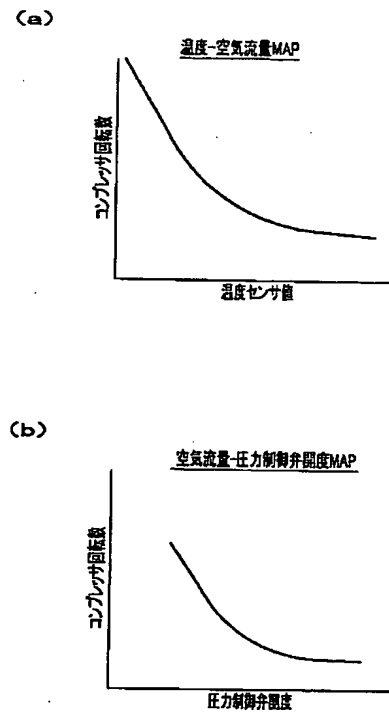 (a)
温度-空気流量MAP
コンプレッサ回転数
温度センサ値
(b)
空気流量-圧力制御弁開度MAP
コンプレッサ回転数
圧力制御弁開度